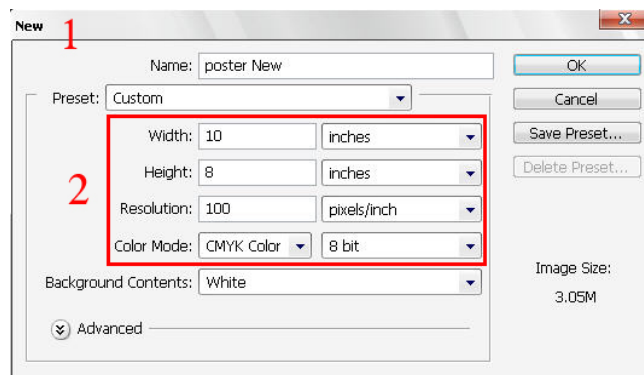 New
1
Name: poster New
OK
Preset: Custom
Cancel
Width: 10 inches
Save Preset...
Height: 8 inches
Delete Preset...
2
Resolution: 100 pixels/inch
Color Mode: CMYK Color 8 bit
Background Contents: White
Image Size:
3.05M
Advanced